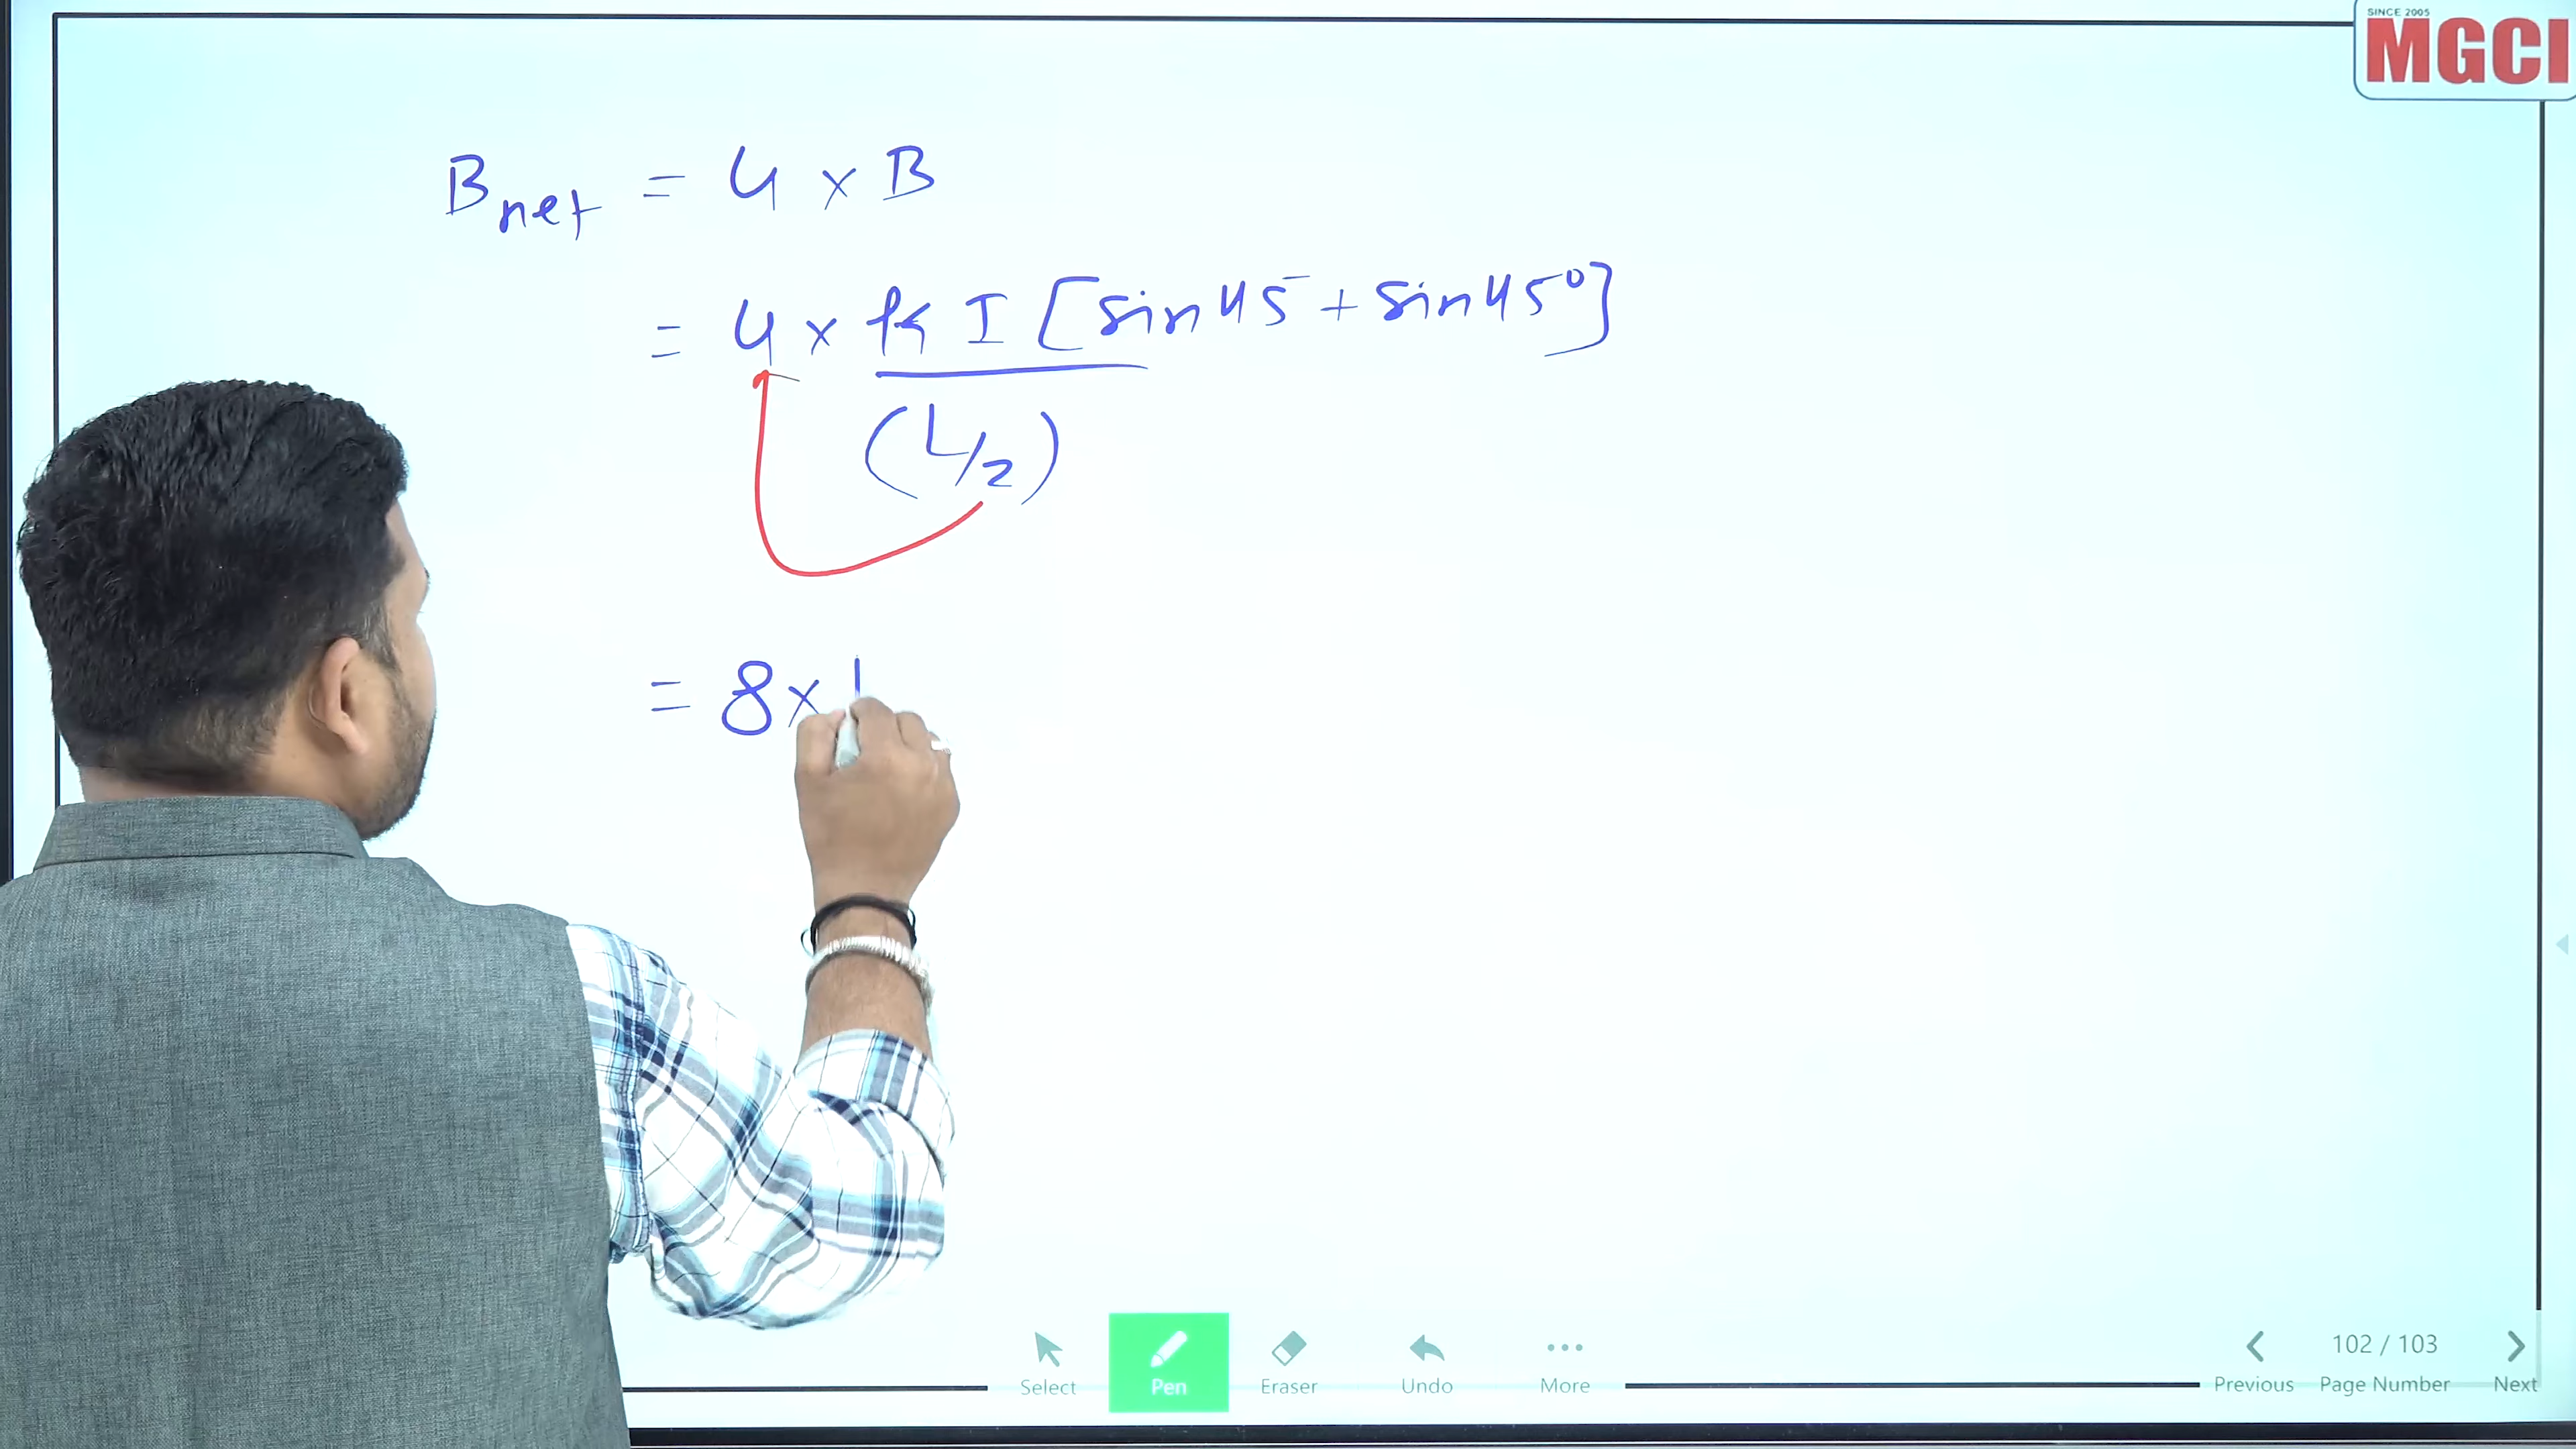 SINCE 2005
MGCI
Bnet = 4 × B
= 4 × K I [sin45 + sin45°]
(L/2)
= 8 ×
Select
Pen
Eraser
Undo
More
Previous
102 / 103
Page Number
Next